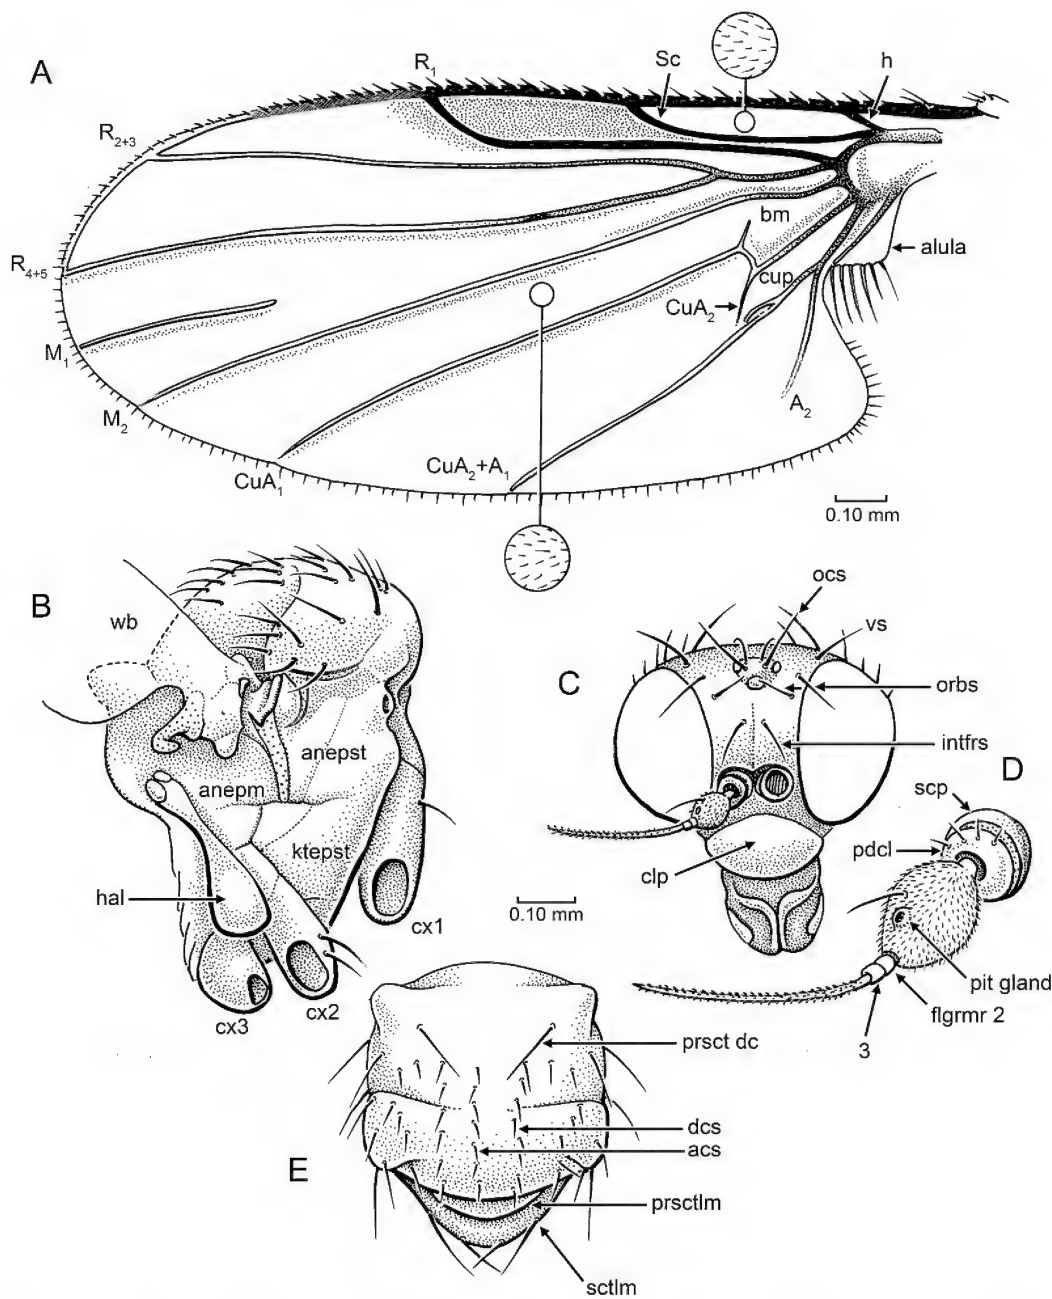 A
R1
Sc
h
R2+3
bm
alula
R4+5
cup
CuA2
M1
M2
A2
CuA1
CuA2+A1
0.10 mm
B
wb
ocs
vs
C
orbs
anepst
intfrs
D
anepm
scp
pdcl
ktepst
clp
hal
0.10 mm
cx1
pit gland
cx2
flgrmr 2
cx3
3
prsct dc
dcs
acs
E
prsctlm
sctlm